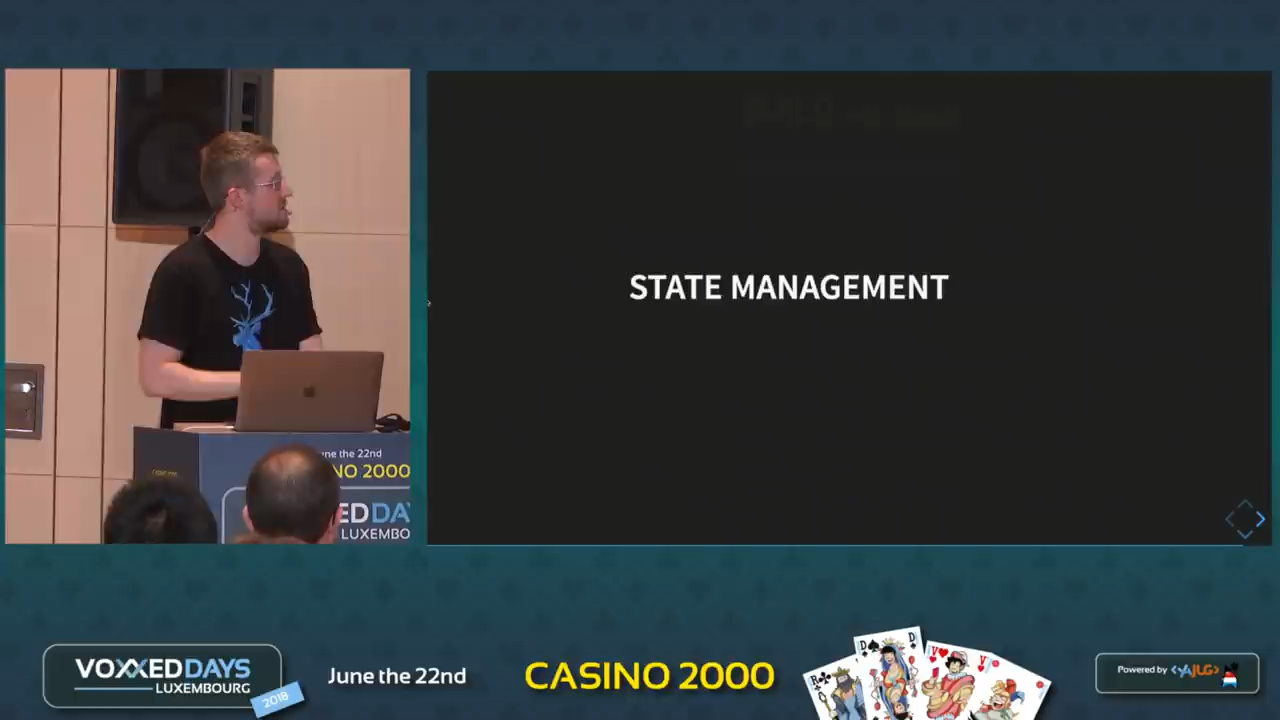 STATE MANAGEMENT
une the 22nd
NO 2000
ED DA
LUXEMBO
VOXXED DAYS
LUXEMBOURG
2018
June the 22nd
CASINO 2000
Powered by <YAJUG>